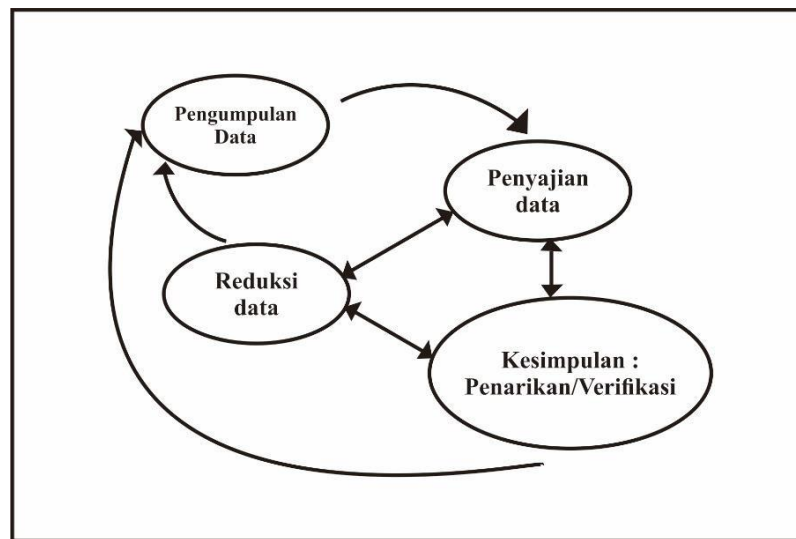 Pengumpulan
Data
Penyajian
data
Reduksi
data
Kesimpulan :
Penarikan/Verifikasi